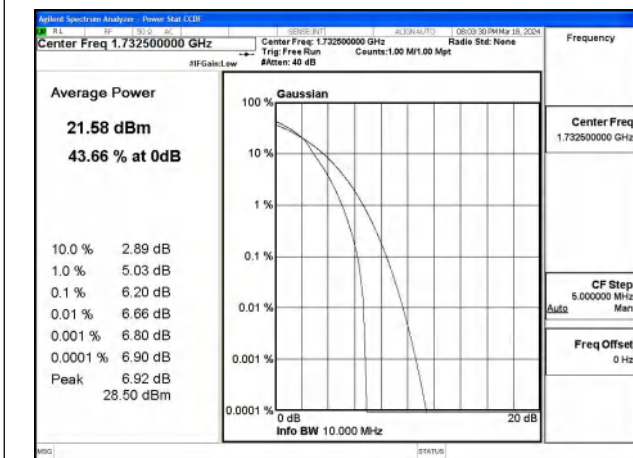 Agilent Spectrum Analyzer - Power Stat CCDF
RL RF 50 Ω AC SENSE:INT ALIGN AUTO 08:03:30 PM Mar 18, 2024
Center Freq 1.732500000 GHz
Center Freq: 1.732500000 GHz Radio Std: None
Trig: Free Run Counts:1.00 M/1.00 Mpt
#IFGain:Low #Atten: 40 dB
Frequency
Average Power
21.58 dBm
43.66 % at 0dB
10.0 % 2.89 dB
1.0 % 5.03 dB
0.1 % 6.20 dB
0.01 % 6.66 dB
0.001 % 6.80 dB
0.0001 % 6.90 dB
Peak 6.92 dB
28.50 dBm
Gaussian
100 %
10 %
1 %
0.1 %
0.01 %
0.001 %
0.0001 %
0 dB 20 dB
Info BW 10.000 MHz
Center Freq
1.732500000 GHz
CF Step
5.000000 MHz
Auto Man
Freq Offset
0 Hz
MSG STATUS